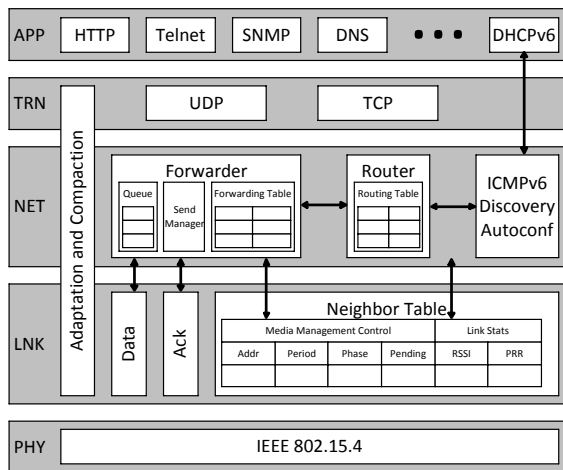 APP
HTTP
Telnet
SNMP
DNS
• • •
DHCPv6
TRN
UDP
TCP
Adaptation and Compaction
NET
Forwarder
Queue
Send
Manager
Forwarding Table
Router
Routing Table
ICMPv6
Discovery
Autoconf
LNK
Data
Ack
Neighbor Table
Media Management Control
Link Stats
Addr
Period
Phase
Pending
RSSI
PRR
PHY
IEEE 802.15.4